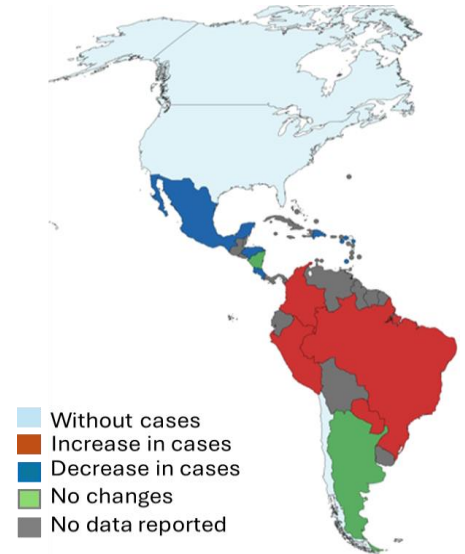 Without cases
Increase in cases
Decrease in cases
No changes
No data reported